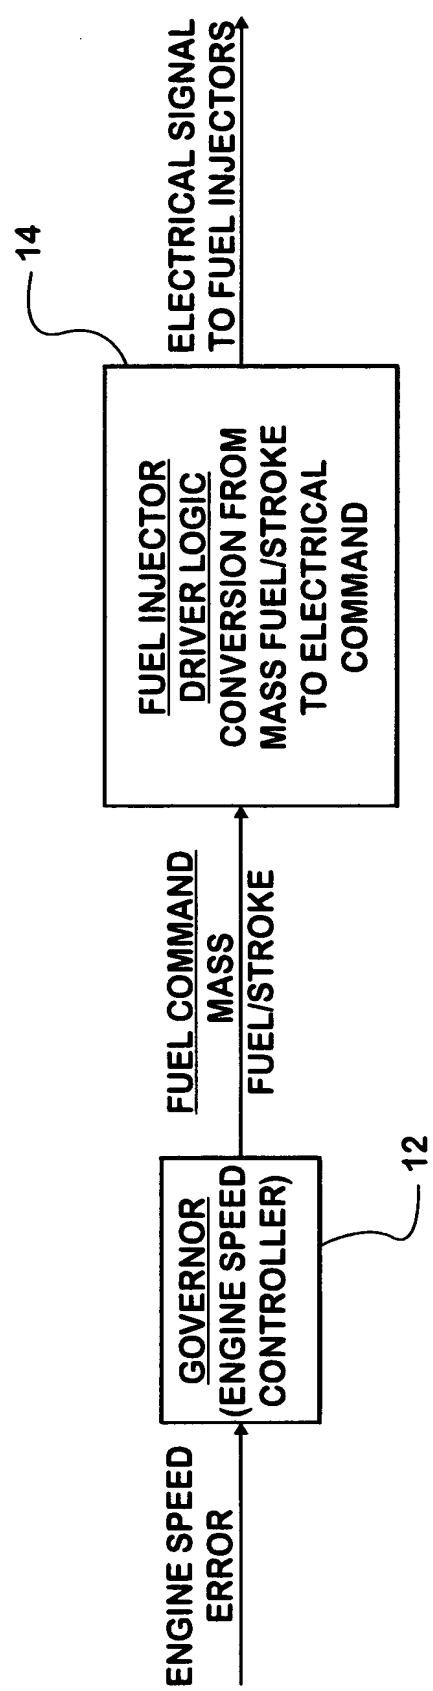 ENGINE SPEED
ERROR
GOVERNOR
(ENGINE SPEED
CONTROLLER)
12
FUEL COMMAND
MASS
FUEL/STROKE
FUEL INJECTOR
DRIVER LOGIC
CONVERSION FROM
MASS FUEL/STROKE
TO ELECTRICAL
COMMAND
14
ELECTRICAL SIGNAL
TO FUEL INJECTORS